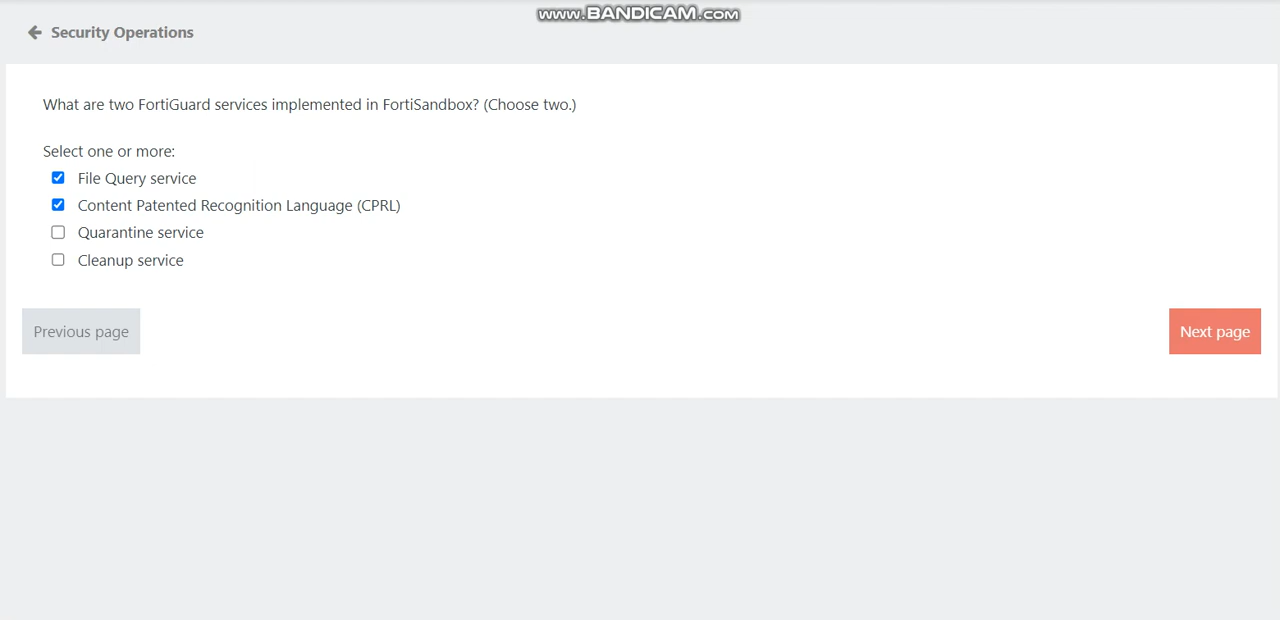 www.BANDICAM.com
Security Operations
What are two FortiGuard services implemented in FortiSandbox? (Choose two.)
Select one or more:
File Query service
Content Patented Recognition Language (CPRL)
Quarantine service
Cleanup service
Previous page
Next page